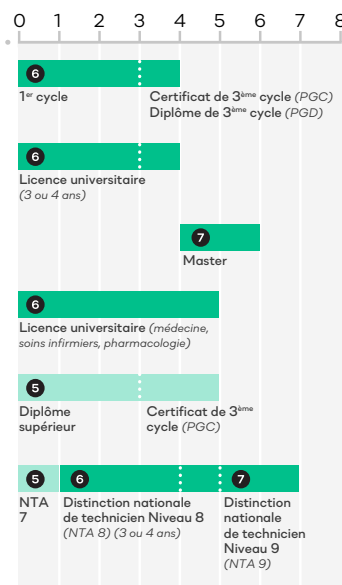 0 1 2 3 4 5 6 7 8
6
1er cycle
Certificat de 3ème cycle (PGC)
Diplôme de 3ème cycle (PGD)
6
Licence universitaire
(3 ou 4 ans)
7
Master
6
Licence universitaire (médecine,
soins infirmiers, pharmacologie)
5
Diplôme
supérieur
Certificat de 3ème
cycle (PGC)
5
6
7
NTA
7
Distinction nationale
de technicien Niveau 8
(NTA 8) (3 ou 4 ans)
Distinction
nationale
de technicien
Niveau 9
(NTA 9)